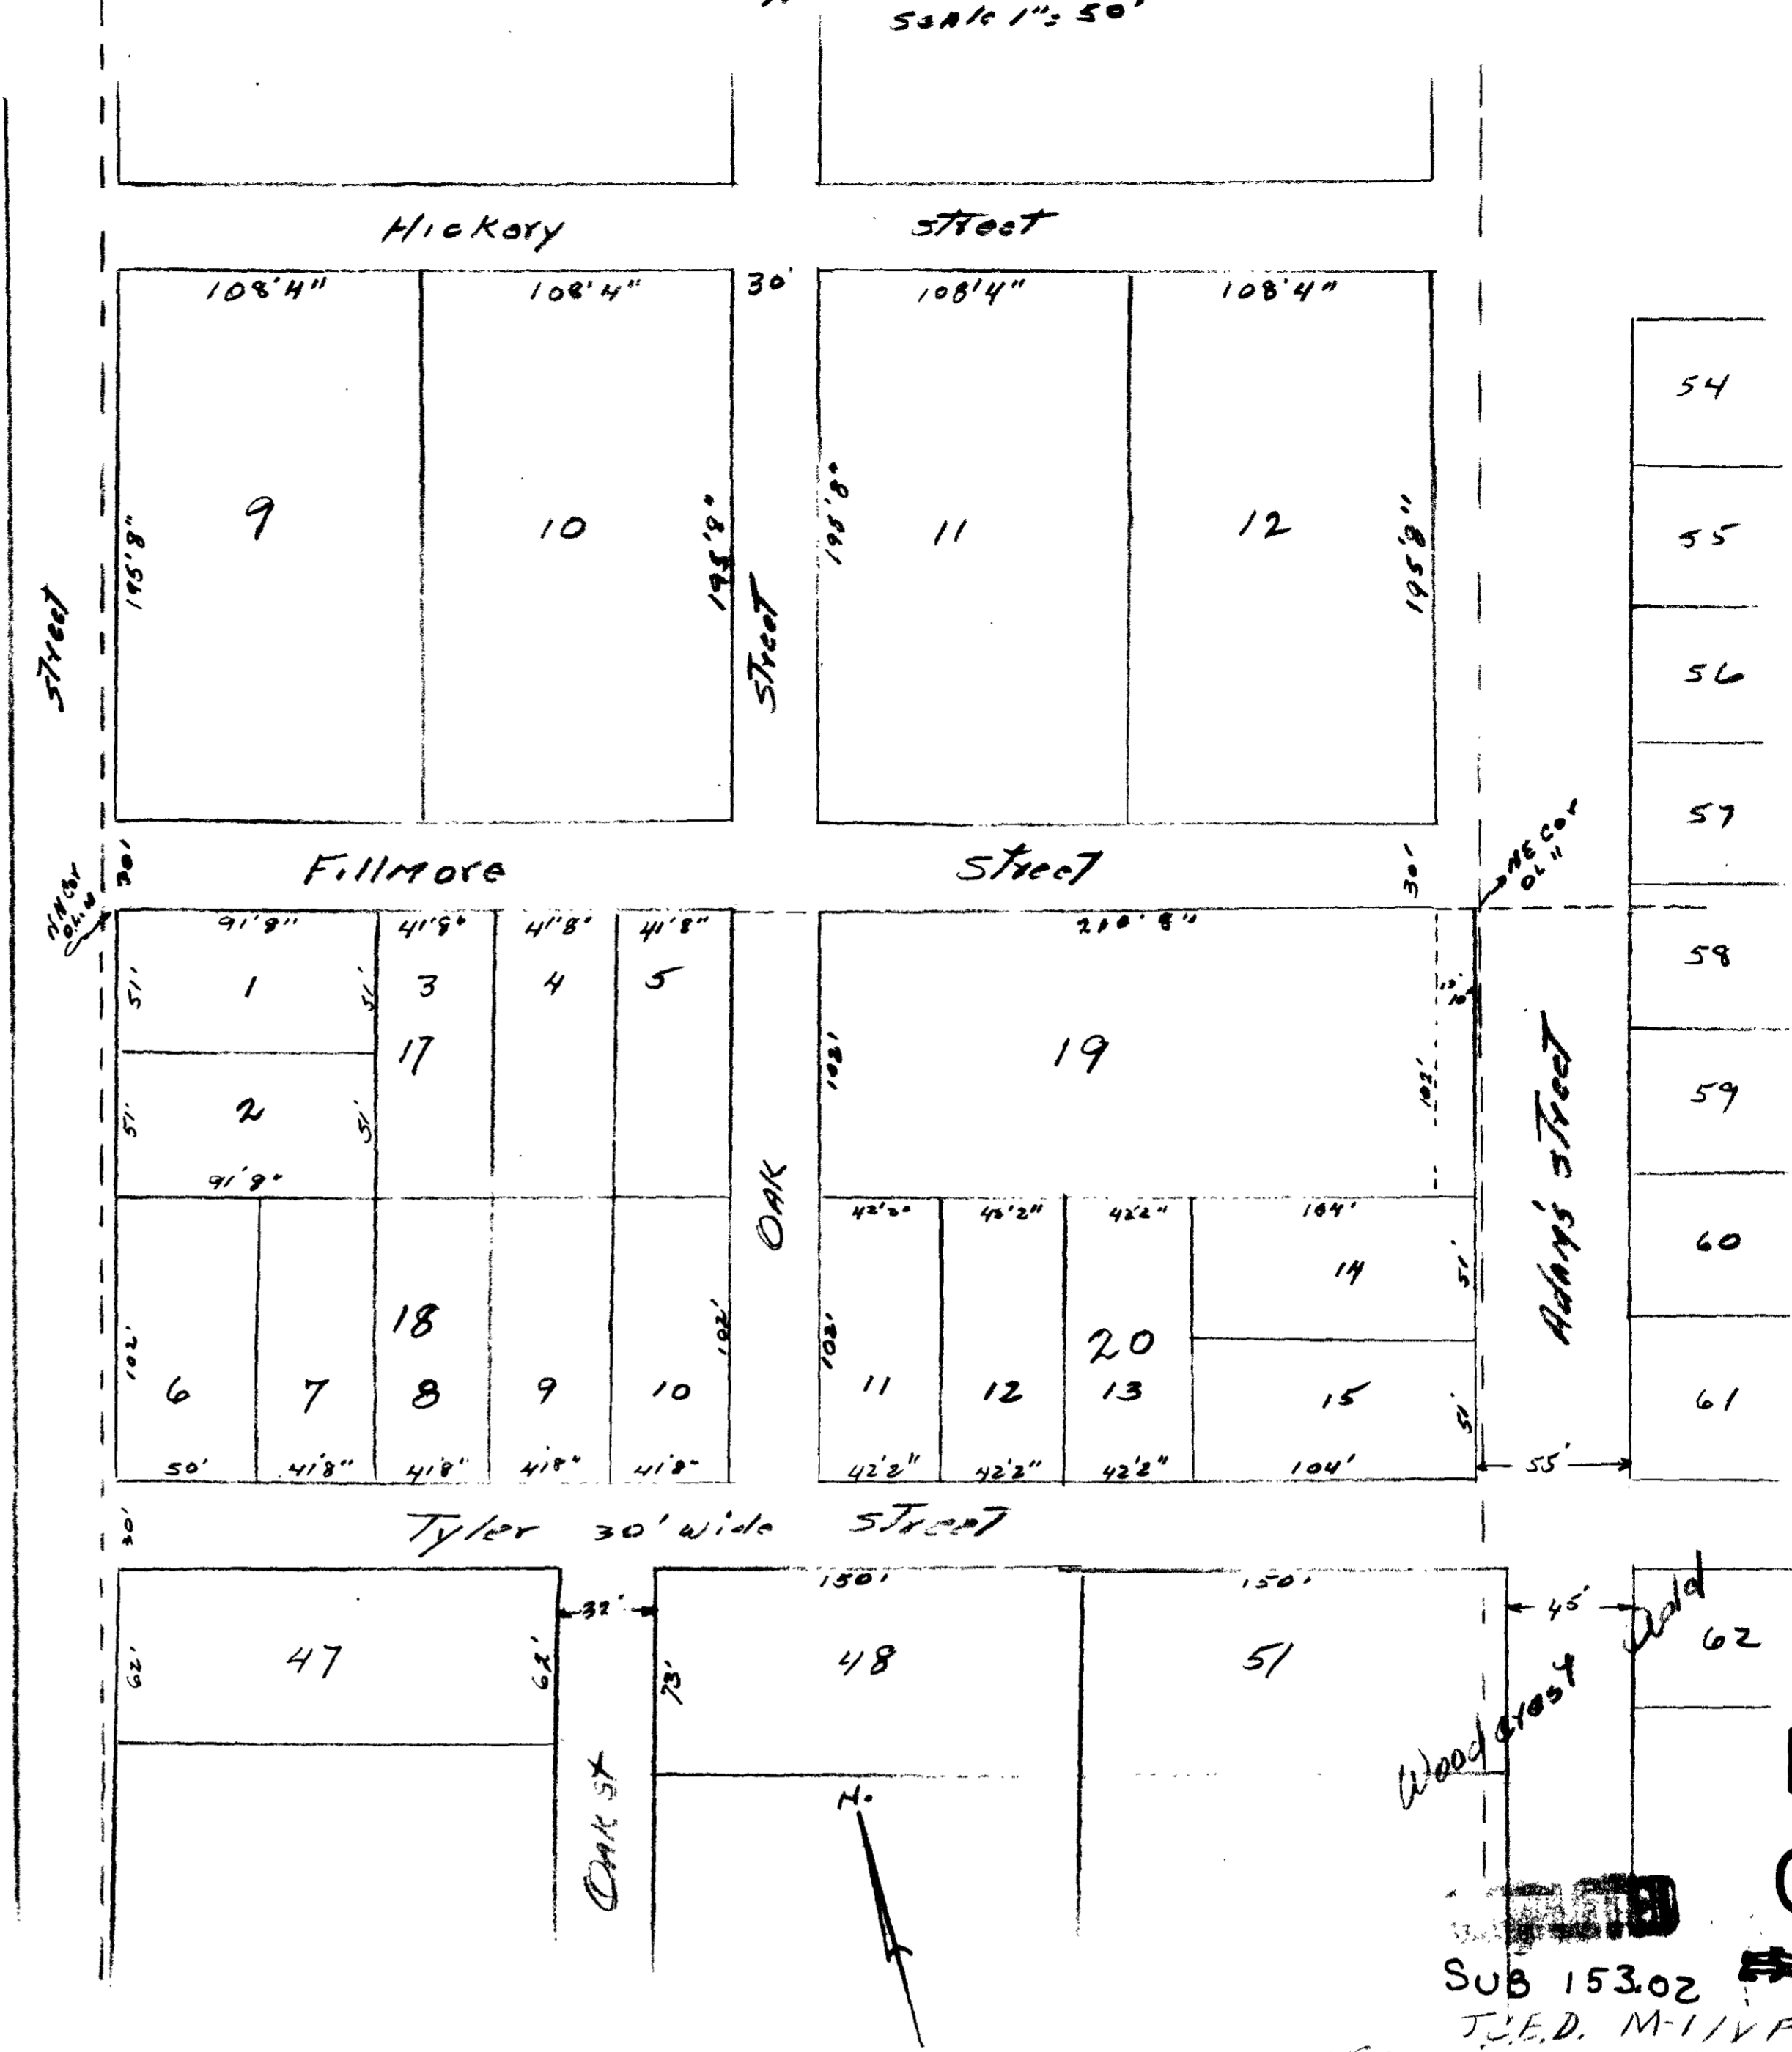 Scale 1"= 50'
Hickory Street
108'4" 108'4" 30' 108'4" 108'4"
9 10 11 12
195'8" 195'8" 195'8" 195'8"
Street Street
54
55
56
57
58
59
60
61
30' Fillmore Street 30'
NE Cor
OL 11
91'8" 41'8" 41'8" 41'8" 210'8"
51' 1 51' 3 4 5
17 102' 19 102'
51' 2 51'
91'8"
OAK
Adams Street
42'2" 42'2" 42'2" 104'
14 51'
18 20
102' 102' 102'
6 7 8 9 10 11 12 13 15 51'
50' 41'8" 41'8" 41'8" 41'8" 42'2" 42'2" 42'2" 104' 55'
30' Tyler 30' wide Street
32' 150' 150' 45'
62' 47 62' 73' 48 51 62
Wood crest
Oak St
N.
SUB 153.02